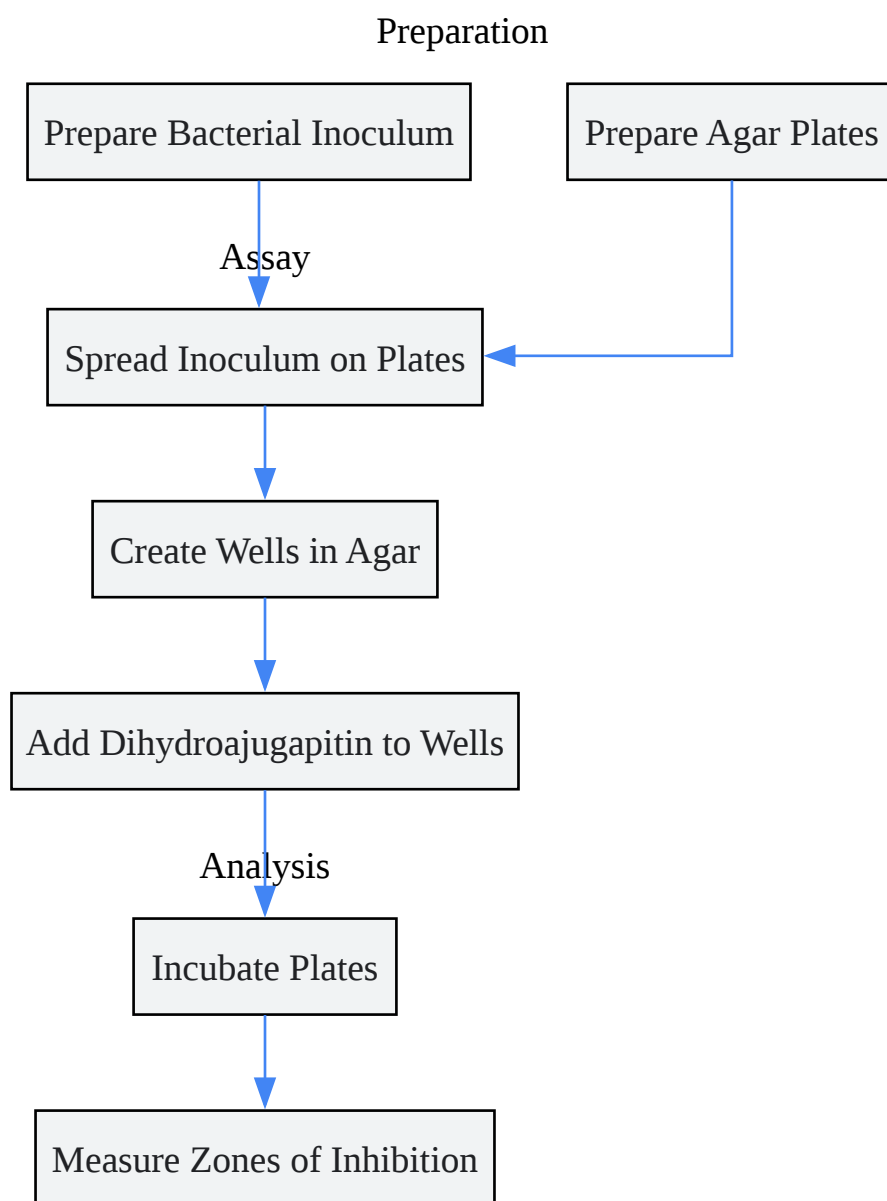 Preparation
Prepare Bacterial Inoculum
Prepare Agar Plates
Assay
Spread Inoculum on Plates
Create Wells in Agar
Add Dihydroajugapitin to Wells
Analysis
Incubate Plates
Measure Zones of Inhibition